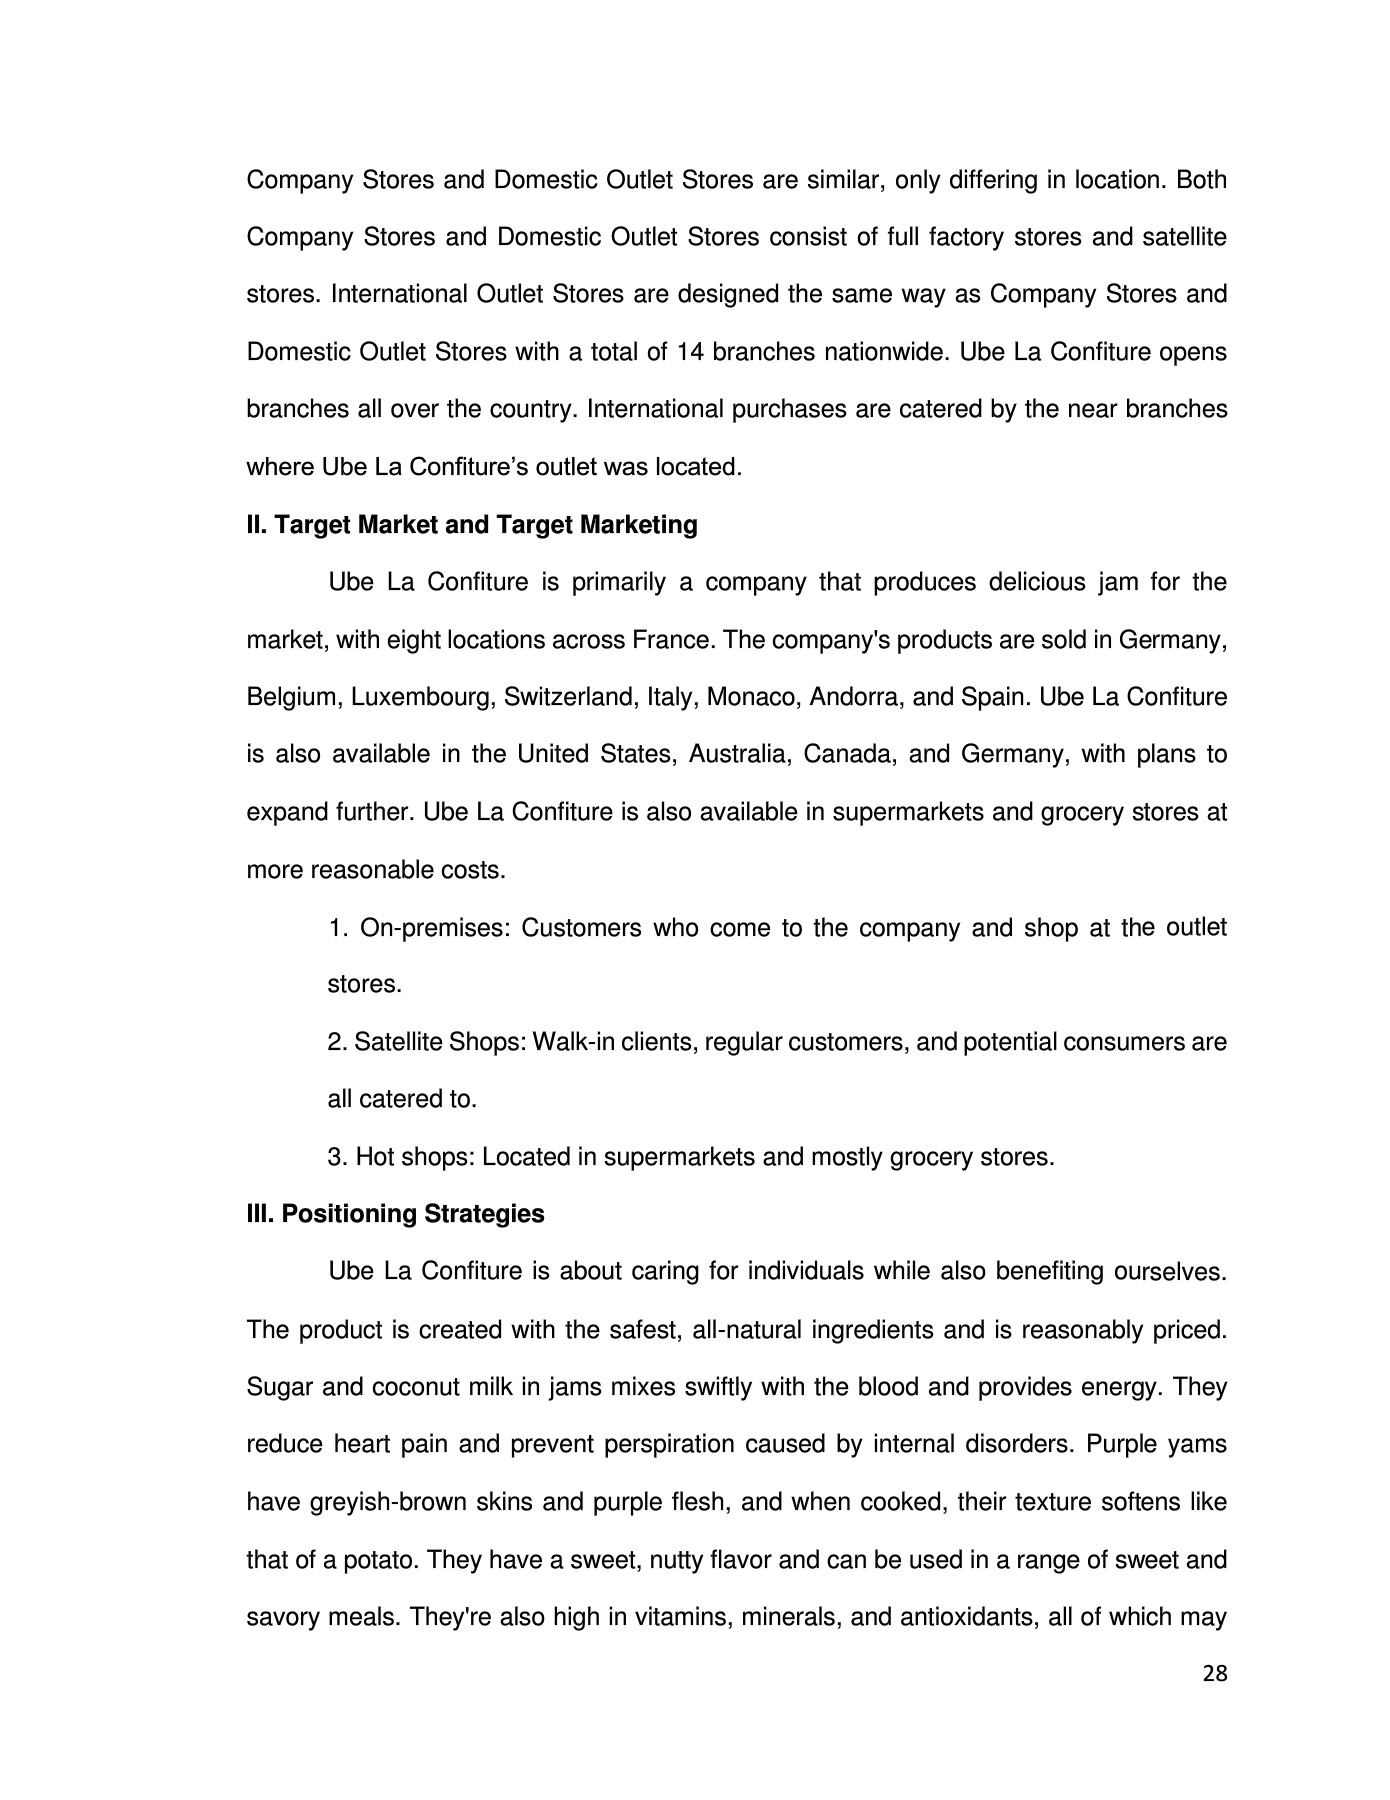 Company Stores and Domestic Outlet Stores are similar, only differing in location. Both
Company Stores and Domestic Outlet Stores consist of full factory stores and satellite
stores. International Outlet Stores are designed the same way as Company Stores and
Domestic Outlet Stores with a total of 14 branches nationwide. Ube La Confiture opens
branches all over the country. International purchases are catered by the near branches
where Ube La Confiture’s outlet was located.
II. Target Market and Target Marketing
Ube La Confiture is primarily a company that produces delicious jam for the
market, with eight locations across France. The company's products are sold in Germany,
Belgium, Luxembourg, Switzerland, Italy, Monaco, Andorra, and Spain. Ube La Confiture
is also available in the United States, Australia, Canada, and Germany, with plans to
expand further. Ube La Confiture is also available in supermarkets and grocery stores at
more reasonable costs.
1. On-premises: Customers who come to the company and shop at the outlet
stores.
2. Satellite Shops: Walk-in clients, regular customers, and potential consumers are
all catered to.
3. Hot shops: Located in supermarkets and mostly grocery stores.
III. Positioning Strategies
Ube La Confiture is about caring for individuals while also benefiting ourselves.
The product is created with the safest, all-natural ingredients and is reasonably priced.
Sugar and coconut milk in jams mixes swiftly with the blood and provides energy. They
reduce heart pain and prevent perspiration caused by internal disorders. Purple yams
have greyish-brown skins and purple flesh, and when cooked, their texture softens like
that of a potato. They have a sweet, nutty flavor and can be used in a range of sweet and
savory meals. They're also high in vitamins, minerals, and antioxidants, all of which may
28